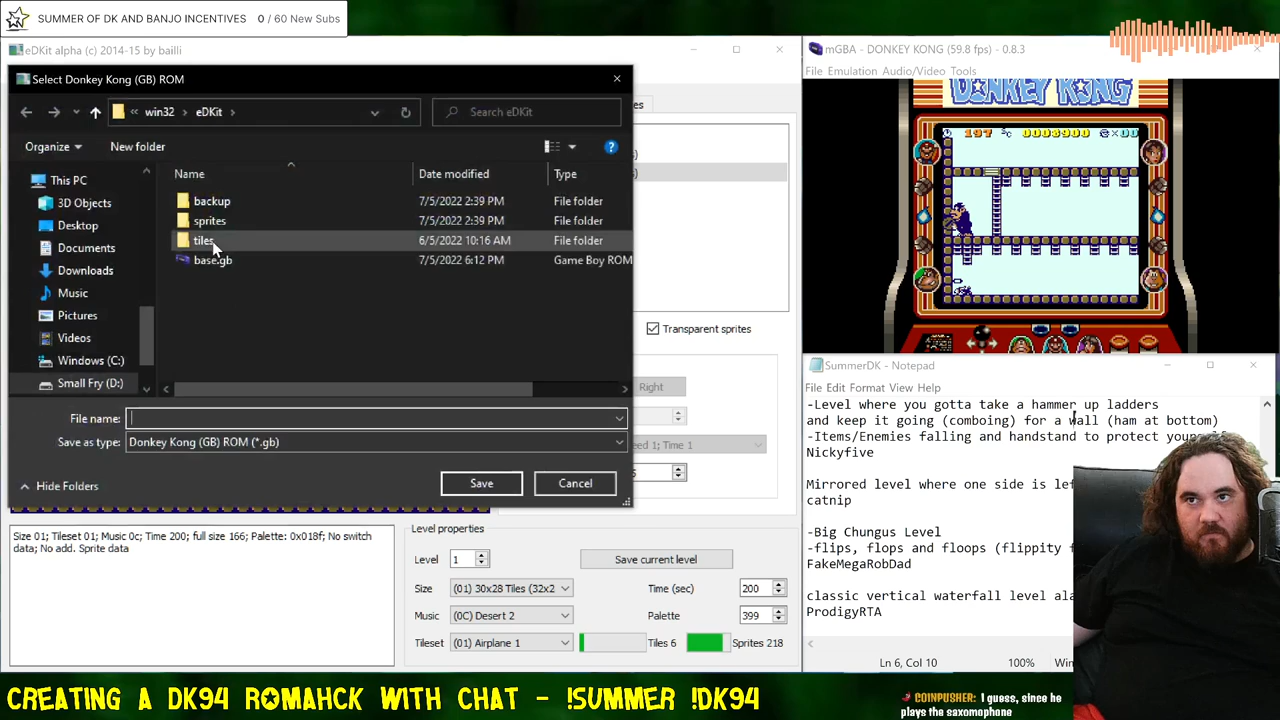 SUMMER OF DK AND BANJO INCENTIVES 0 / 60 New Subs
eDKit alpha (c) 2014-15 by bailli
Select Donkey Kong (GB) ROM
« win32 › eDKit ›
Search eDKit
Organize
New folder
Name
Date modified
Type
This PC
3D Objects
Desktop
Documents
Downloads
Music
Pictures
Videos
Windows (C:)
Small Fry (D:)
backup 7/5/2022 2:39 PM File folder
sprites 7/5/2022 2:39 PM File folder
tiles 6/5/2022 10:16 AM File folder
base.gb 7/5/2022 6:12 PM Game Boy ROM
File name:
Save as type: Donkey Kong (GB) ROM (*.gb)
Hide Folders
Save
Cancel
Transparent sprites
Right
eed 1; Time 1
Size 01; Tileset 01; Music 0c; Time 200; full size 166; Palette: 0x018f; No switch
data; No add. Sprite data
Level properties
Level 1
Save current level
Size (01) 30x28 Tiles (32x2
Time (sec) 200
Music (0C) Desert 2
Palette 399
Tileset (01) Airplane 1
Tiles 6
Sprites 218
mGBA - DONKEY KONG (59.8 fps) - 0.8.3
File Emulation Audio/Video Tools
DONKEY KONG
197 003900 ×00
SummerDK - Notepad
File Edit Format View Help
-Level where you gotta take a hammer up ladders
and keep it going (comboing) for a wall (ham at bottom)
-Items/Enemies falling and handstand to protect yourself
Nickyfive
Mirrored level where one side is lef
catnip
-Big Chungus Level
-flips, flops and floops (flippity f
FakeMegaRobDad
classic vertical waterfall level ala
ProdigyRTA
Ln 6, Col 10
100%
Win
CREATING A DK94 ROMAHCK WITH CHAT - !SUMMER !DK94
COINPUSHER: I guess, since he
plays the saxomophone